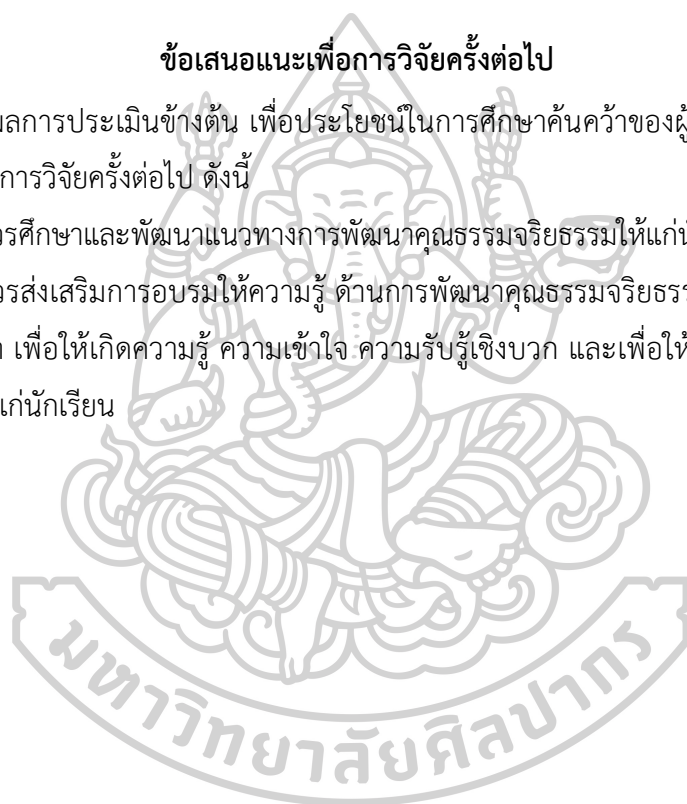 ข้อเสนอแนะเพื่อการวิจัยครั้งต่อไป
ผลการประเมินข้างต้น เพื่อประโยชน์ในการศึกษาค้นคว้าของผู้
การวิจัยครั้งต่อไป ดังนี้
วรศึกษาและพัฒนาแนวทางการพัฒนาคุณธรรมจริยธรรมให้แก่นั
วรส่งเสริมการอบรมให้ความรู้ ด้านการพัฒนาคุณธรรมจริยธรร
เพื่อให้เกิดความรู้ ความเข้าใจ ความรับรู้เชิงบวก และเพื่อให้
แก่นักเรียน
มหาวิทยาลัยศิลปากร